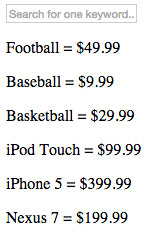 Search for one keyword..
Football = $49.99
Baseball = $9.99
Basketball = $29.99
iPod Touch = $99.99
iPhone 5 = $399.99
Nexus 7 = $199.99